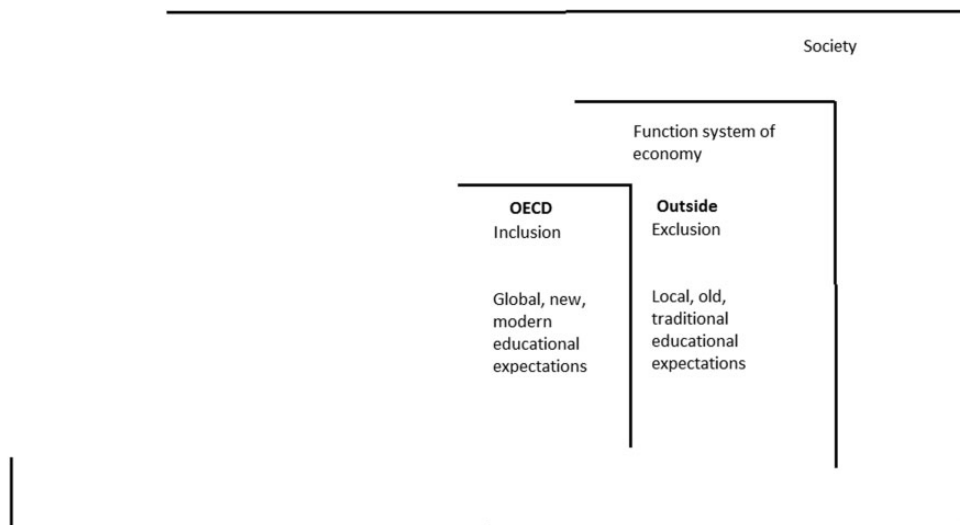 Society
Function system of
economy
OECD
Inclusion
Outside
Exclusion
Global, new,
modern
educational
expectations
Local, old,
traditional
educational
expectations